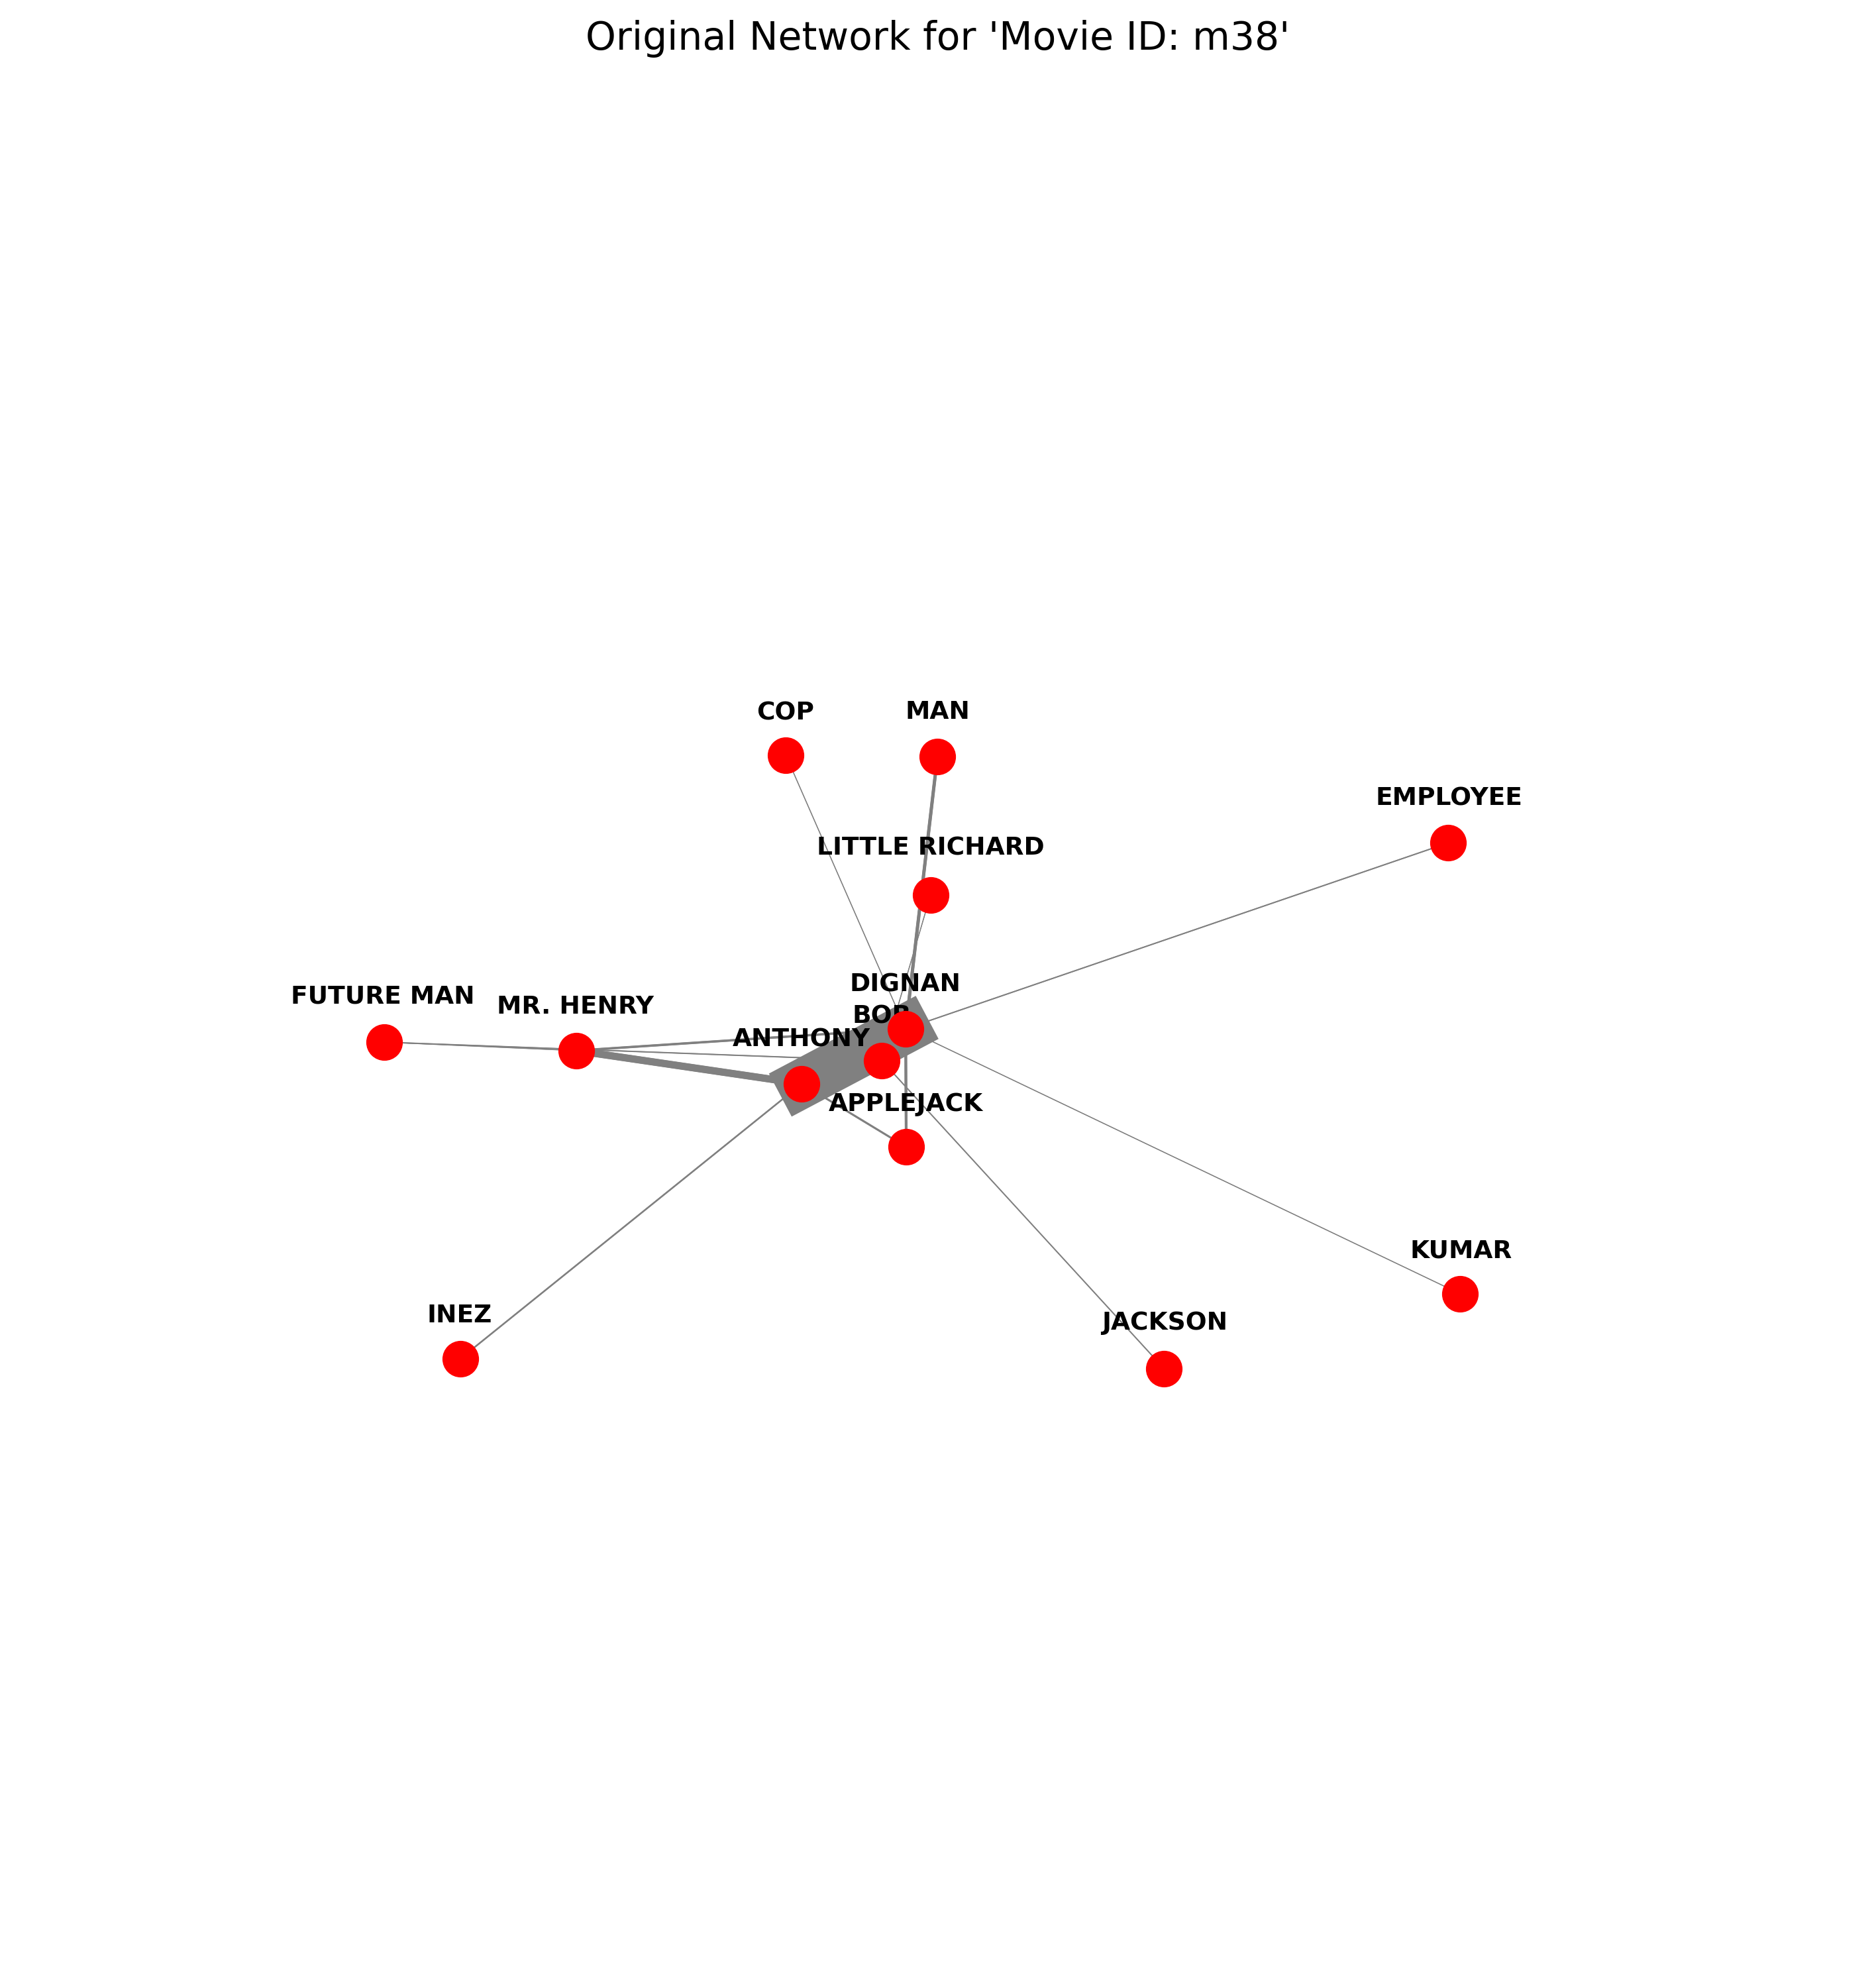 Original Network for 'Movie ID: m38'
COP
MAN
EMPLOYEE
LITTLE RICHARD
DIGNAN
FUTURE MAN
MR. HENRY
BOB
ANTHONY
APPLEJACK
KUMAR
INEZ
JACKSON